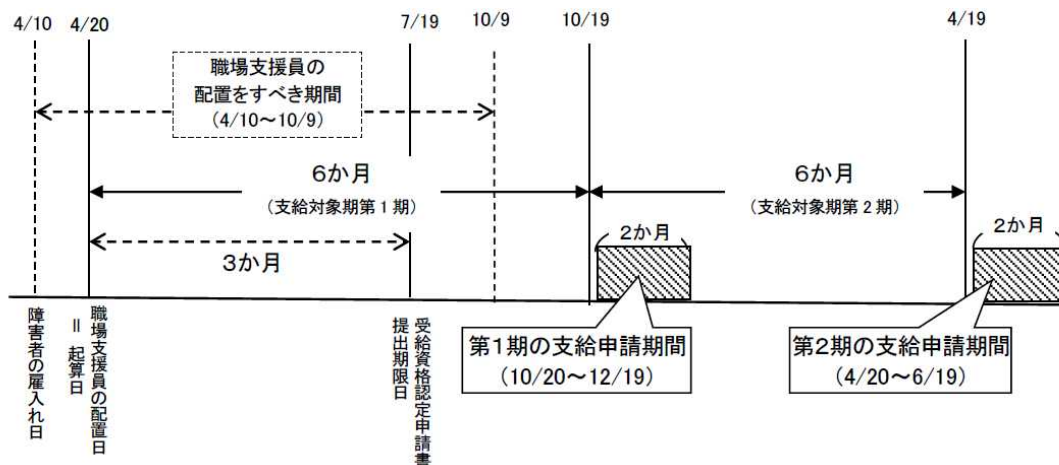 4/10
4/20
7/19
10/9
10/19
4/19
職場支援員の
配置をすべき期間
(4/10～10/9)
6か月
(支給対象期第1期)
6か月
(支給対象期第2期)
3か月
2か月
2か月
第1期の支給申請期間
(10/20～12/19)
第2期の支給申請期間
(4/20～6/19)
障害者の雇入れ日
職場支援員の配置日
＝起算日
受給資格認定申請書
提出期限日